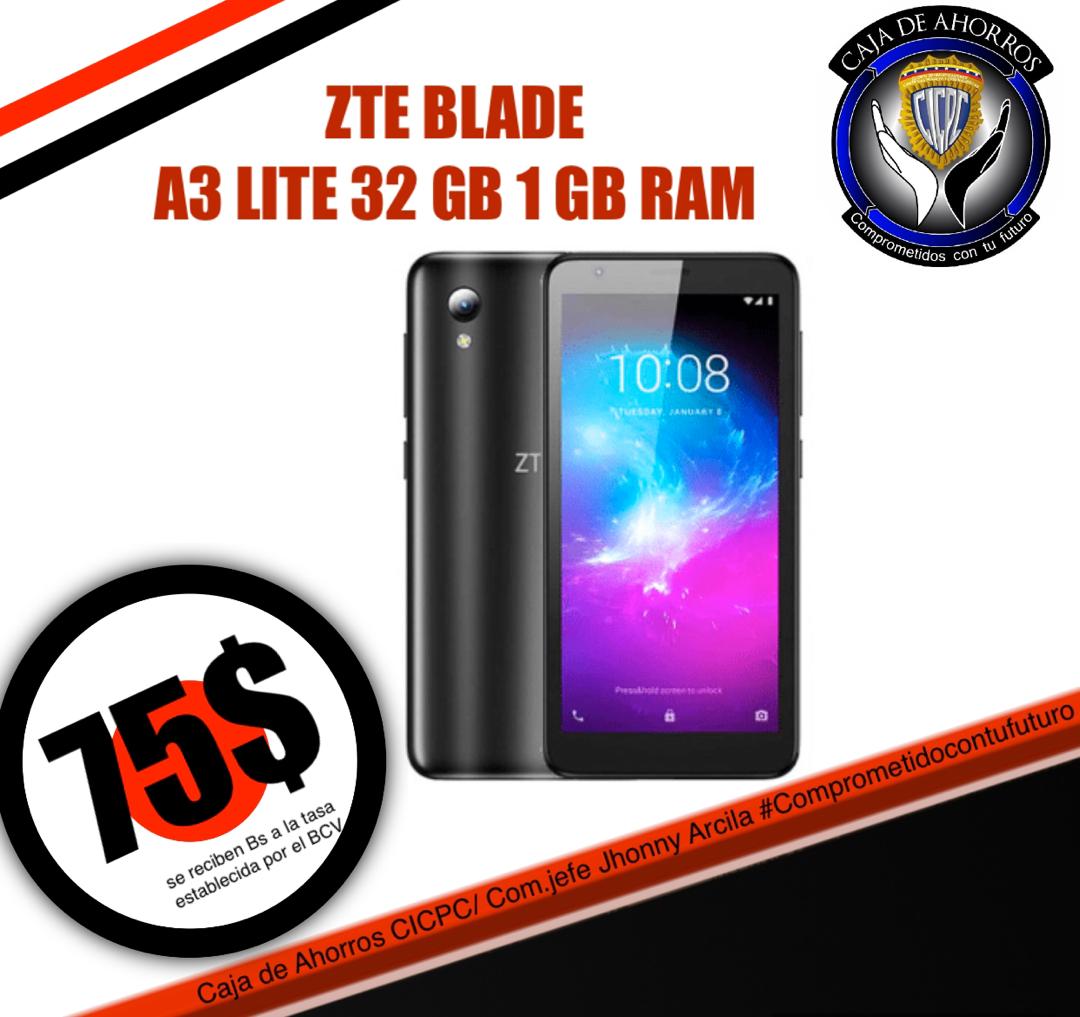 CAJA DE AHORROS
CICPC
Comprometidos con tu futuro
ZTE BLADE
A3 LITE 32 GB 1 GB RAM
ZT
10:08
TUESDAY, JANUARY 8
Press&hold screen to unlock
75$
se reciben Bs a la tasa
establecida por el BCV
Caja de Ahorros CICPC/ Com.jefe Jhonny Arcila #Comprometidocontufuturo